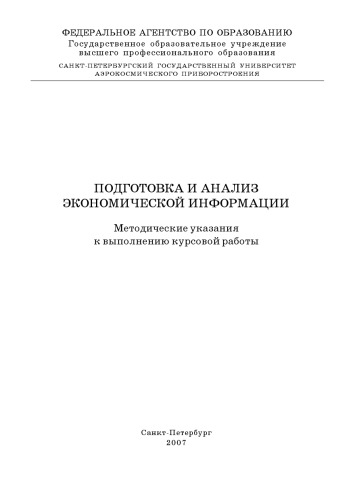 ФЕДЕРАЛЬНОЕ АГЕНТСТВО ПО ОБРАЗОВАНИЮ
Государственное образовательное учреждение
высшего профессионального образования
САНКТ-ПЕТЕРБУРГСКИЙ ГОСУДАРСТВЕННЫЙ УНИВЕРСИТЕТ
АЭРОКОСМИЧЕСКОГО ПРИБОРОСТРОЕНИЯ
ПОДГОТОВКА И АНАЛИЗ
ЭКОНОМИЧЕСКОЙ ИНФОРМАЦИИ
Методические указания
к выполнению курсовой работы
Санкт-Петербург
2007